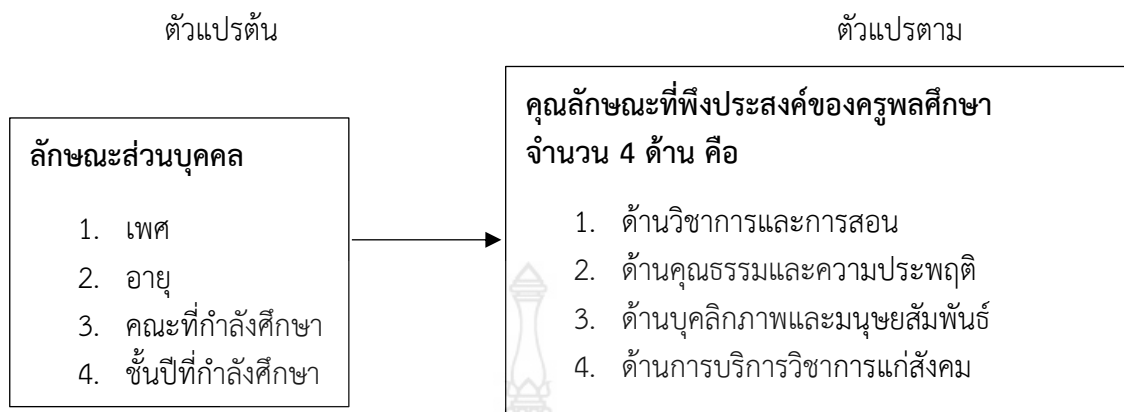 ตัวแปรต้น
ตัวแปรตาม
ลักษณะส่วนบุคคล
1. เพศ
2. อายุ
3. คณะที่กำลังศึกษา
4. ชั้นปีที่กำลังศึกษา
คุณลักษณะที่พึงประสงค์ของครูพลศึกษา
จำนวน 4 ด้าน คือ
1. ด้านวิชาการและการสอน
2. ด้านคุณธรรมและความประพฤติ
3. ด้านบุคลิกภาพและมนุษยสัมพันธ์
4. ด้านการบริการวิชาการแก่สังคม